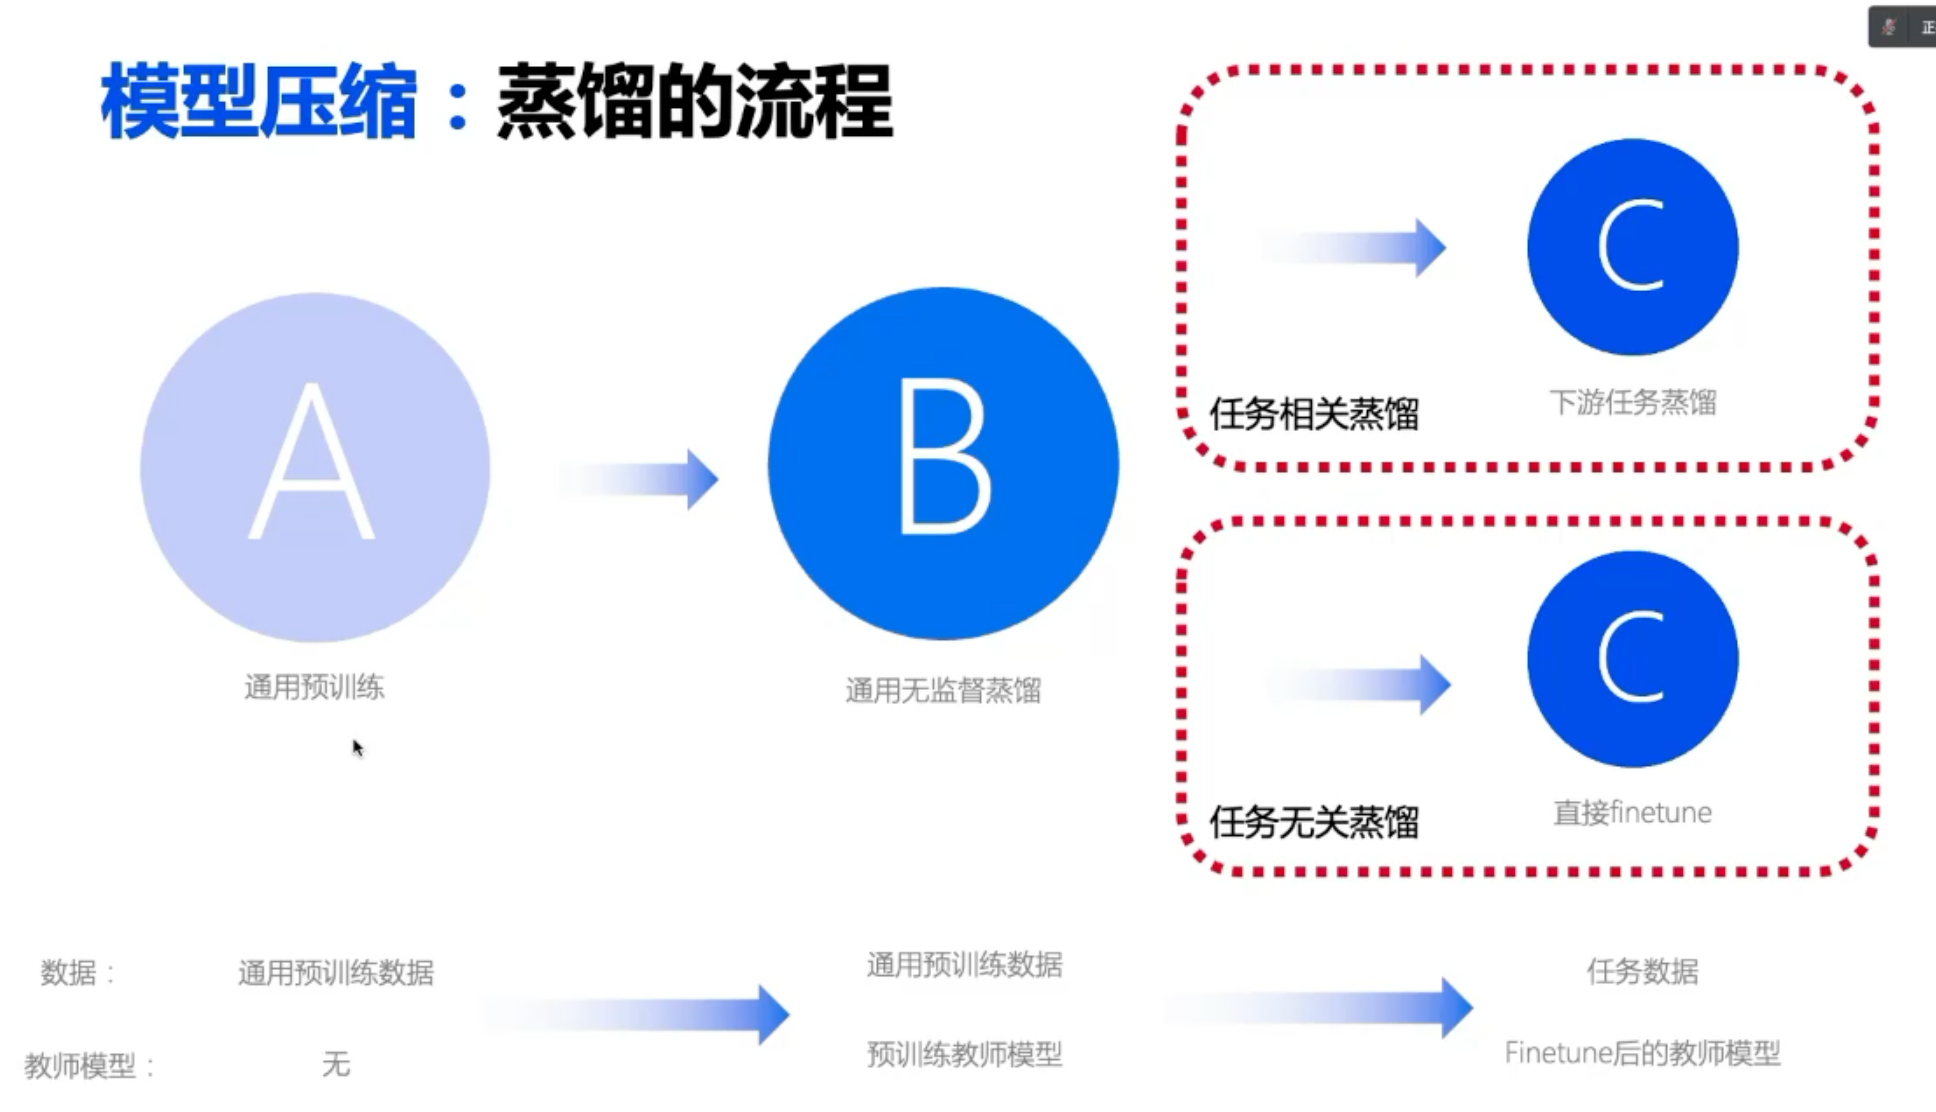 模型压缩：蒸馏的流程
正
A
通用预训练
B
通用无监督蒸馏
C
任务相关蒸馏
下游任务蒸馏
C
任务无关蒸馏
直接finetune
数据： 通用预训练数据 通用预训练数据 任务数据
教师模型： 无 预训练教师模型 Finetune后的教师模型